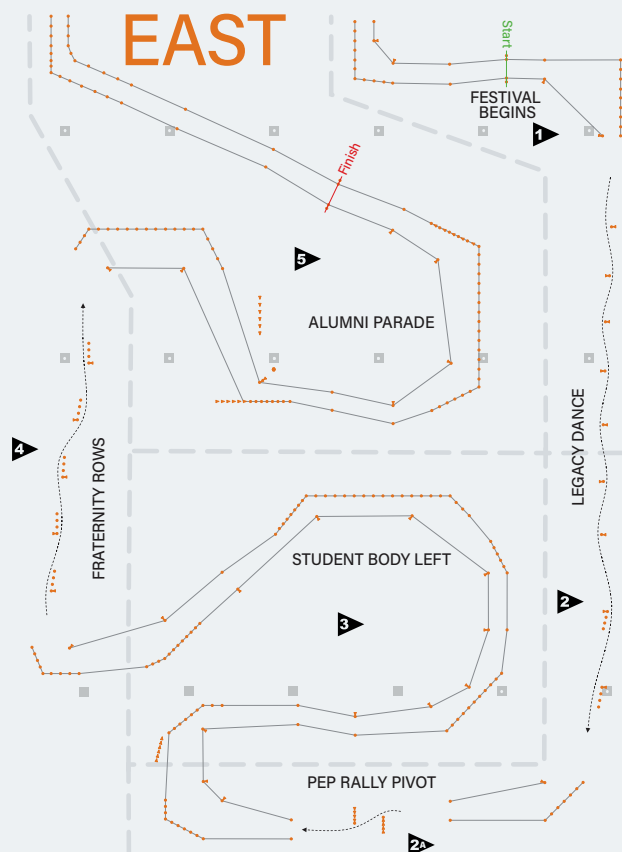 EAST
Start
FESTIVAL
BEGINS
1
Finish
5
ALUMNI PARADE
LEGACY DANCE
4
FRATERNITY ROWS
STUDENT BODY LEFT
2
3
PEP RALLY PIVOT
2A